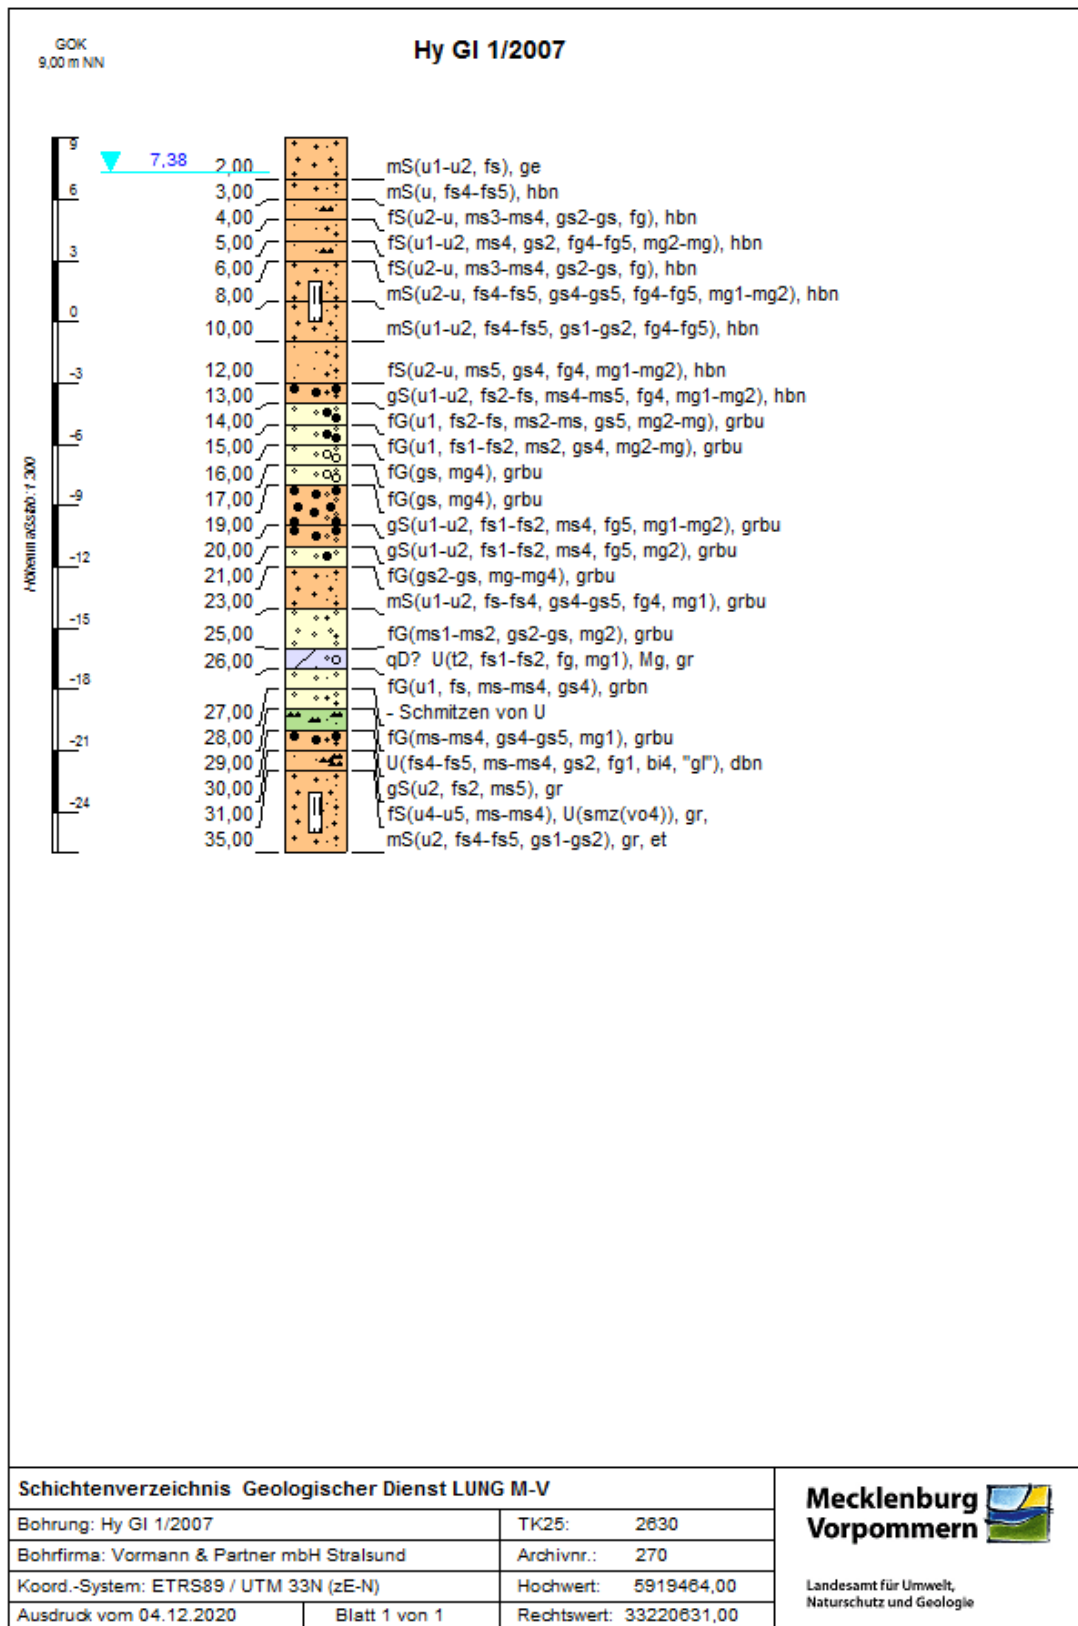 GOK
9,00 m NN
Hy GI 1/2007
9
7,38
2,00 mS(u1-u2, fs), ge
6
3,00 mS(u, fs4-fs5), hbn
4,00 fS(u2-u, ms3-ms4, gs2-gs, fg), hbn
5,00 fS(u1-u2, ms4, gs2, fg4-fg5, mg2-mg), hbn
3
6,00 fS(u2-u, ms3-ms4, gs2-gs, fg), hbn
8,00 mS(u2-u, fs4-fs5, gs4-gs5, fg4-fg5, mg1-mg2), hbn
0
10,00 mS(u1-u2, fs4-fs5, gs1-gs2, fg4-fg5), hbn
12,00 fS(u2-u, ms5, gs4, fg4, mg1-mg2), hbn
-3
13,00 gS(u1-u2, fs2-fs, ms4-ms5, fg4, mg1-mg2), hbn
14,00 fG(u1, fs2-fs, ms2-ms, gs5, mg2-mg), grbu
-6
15,00 fG(u1, fs1-fs2, ms2, gs4, mg2-mg), grbu
16,00 fG(gs, mg4), grbu
17,00 fG(gs, mg4), grbu
-9
19,00 gS(u1-u2, fs1-fs2, ms4, fg5, mg1-mg2), grbu
20,00 gS(u1-u2, fs1-fs2, ms4, fg5, mg2), grbu
-12
21,00 fG(gs2-gs, mg-mg4), grbu
23,00 mS(u1-u2, fs-fs4, gs4-gs5, fg4, mg1), grbu
-15
25,00 fG(ms1-ms2, gs2-gs, mg2), grbu
26,00 qD? U(t2, fs1-fs2, fg, mg1), Mg, gr
-18
fG(u1, fs, ms-ms4, gs4), grbn
27,00 - Schmitzen von U
28,00 fG(ms-ms4, gs4-gs5, mg1), grbu
-21
29,00 U(fs4-fs5, ms-ms4, gs2, fg1, bi4, "gl"), dbn
30,00 gS(u2, fs2, ms5), gr
-24
31,00 fS(u4-u5, ms-ms4), U(smz(vo4)), gr,
35,00 mS(u2, fs4-fs5, gs1-gs2), gr, et
Höhenmaßstab: 1:300
Schichtenverzeichnis Geologischer Dienst LUNG M-V
Bohrung: Hy GI 1/2007 TK25: 2630
Bohrfirma: Vormann & Partner mbH Stralsund Archivnr.: 270
Koord.-System: ETRS89 / UTM 33N (zE-N) Hochwert: 5919464,00
Ausdruck vom 04.12.2020 Blatt 1 von 1 Rechtswert: 33220631,00
Mecklenburg
Vorpommern
Landesamt für Umwelt,
Naturschutz und Geologie